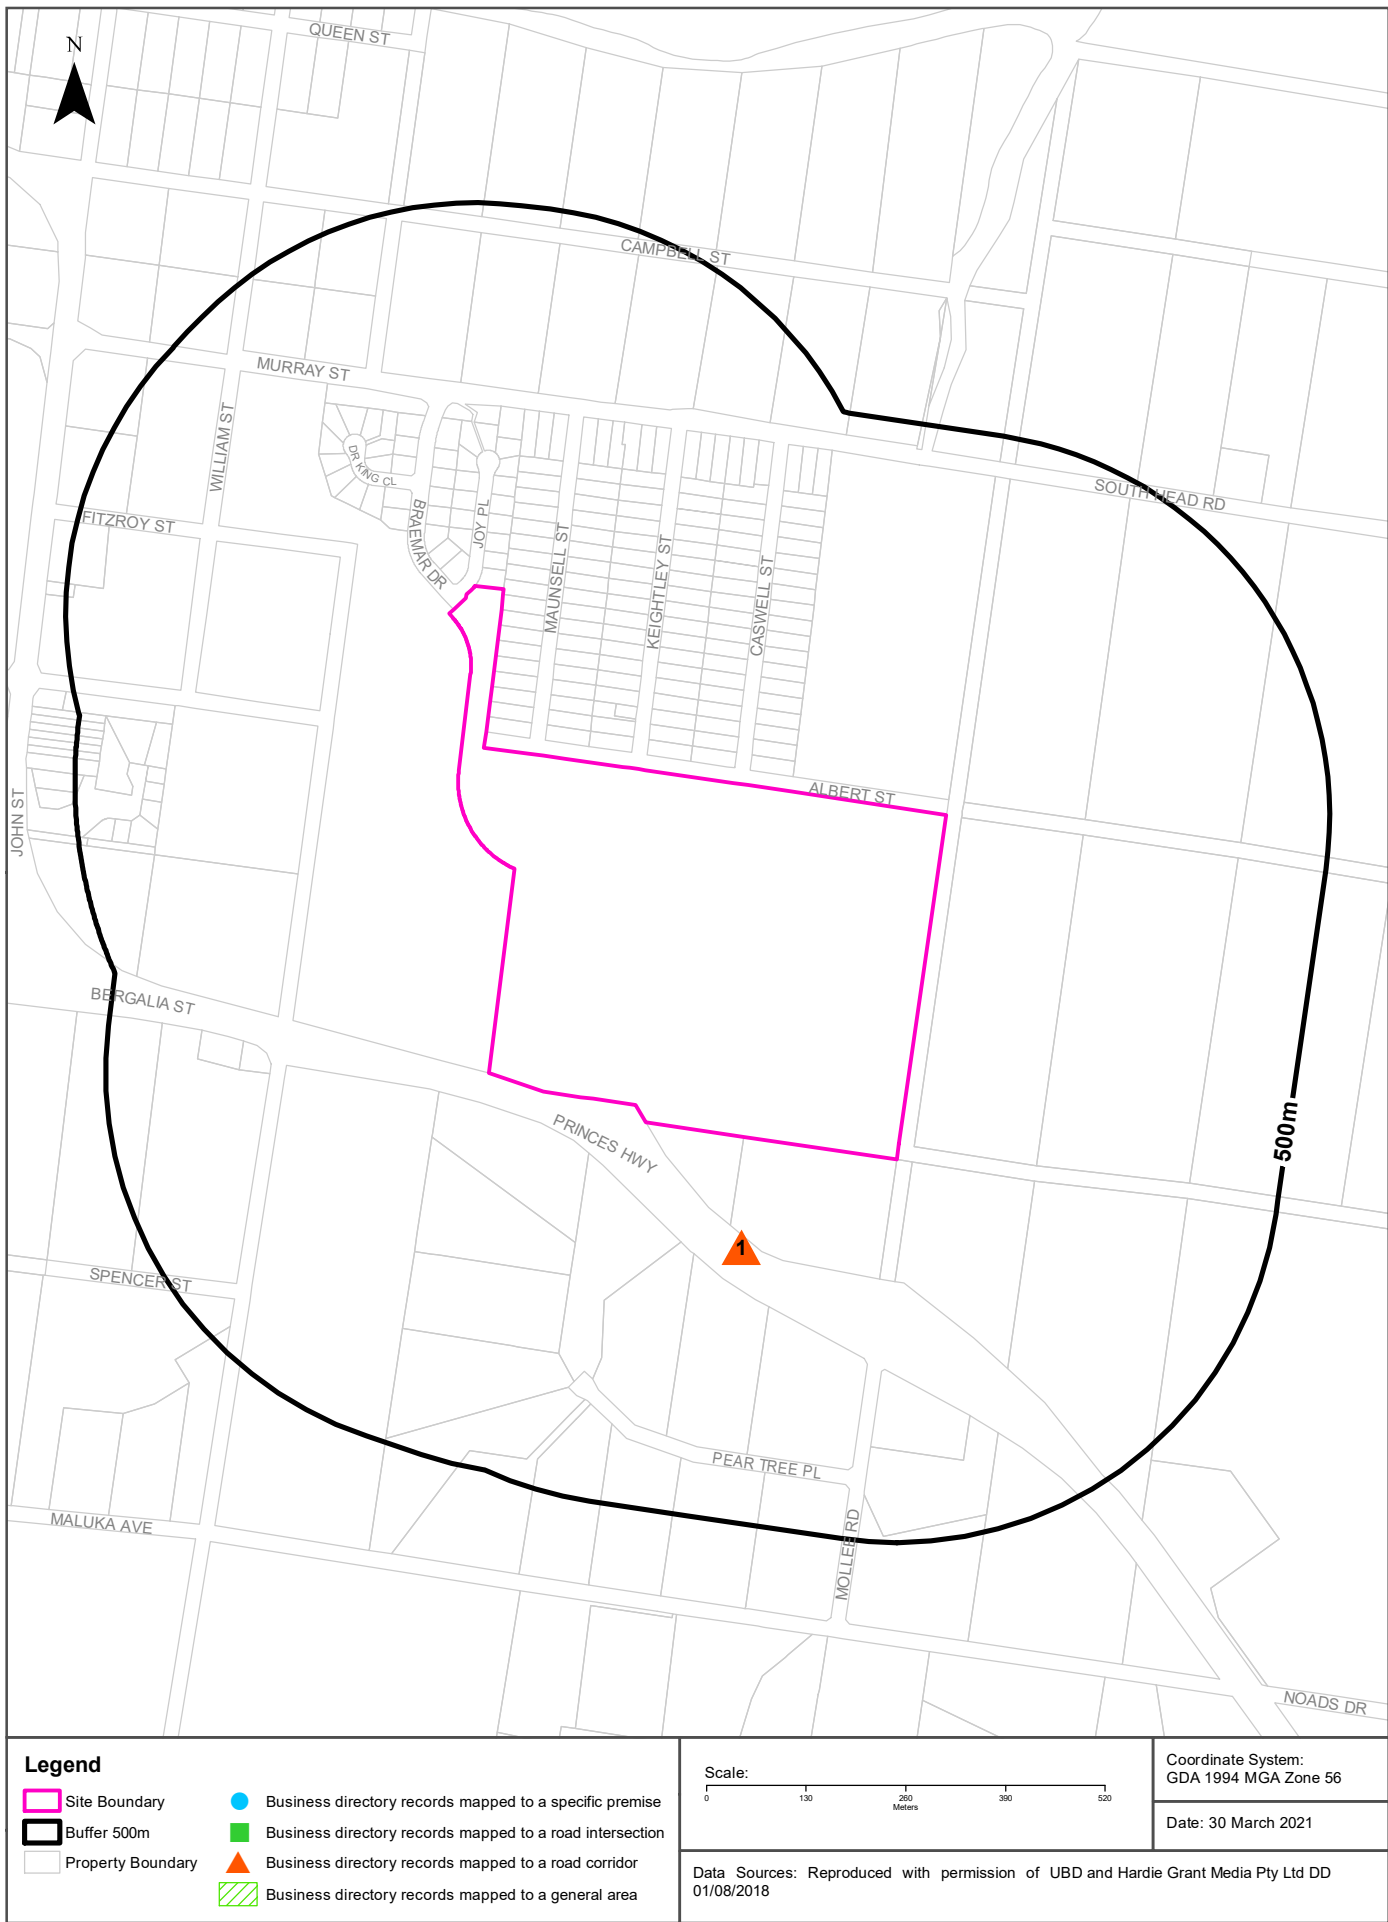 QUEEN ST
N
CAMPBELL ST
MURRAY ST
WILLIAM ST
DR KING CL
BRAEMAR DR
JOY PL
SOUTH HEAD RD
FITZROY ST
MAUNSELL ST
KEIGHTLEY ST
CASWELL ST
ALBERT ST
JOHN ST
BERGALIA ST
PRINCES HWY
500m
1
SPENCER ST
PEAR TREE PL
MALUKA AVE
MOLLEE RD
NOADS DR
Legend
Site Boundary
Buffer 500m
Property Boundary
Business directory records mapped to a specific premise
Business directory records mapped to a road intersection
Business directory records mapped to a road corridor
Business directory records mapped to a general area
Scale:
0 130 260 390 520
Meters
Coordinate System:
GDA 1994 MGA Zone 56
Date: 30 March 2021
Data Sources: Reproduced with permission of UBD and Hardie Grant Media Pty Ltd DD
01/08/2018